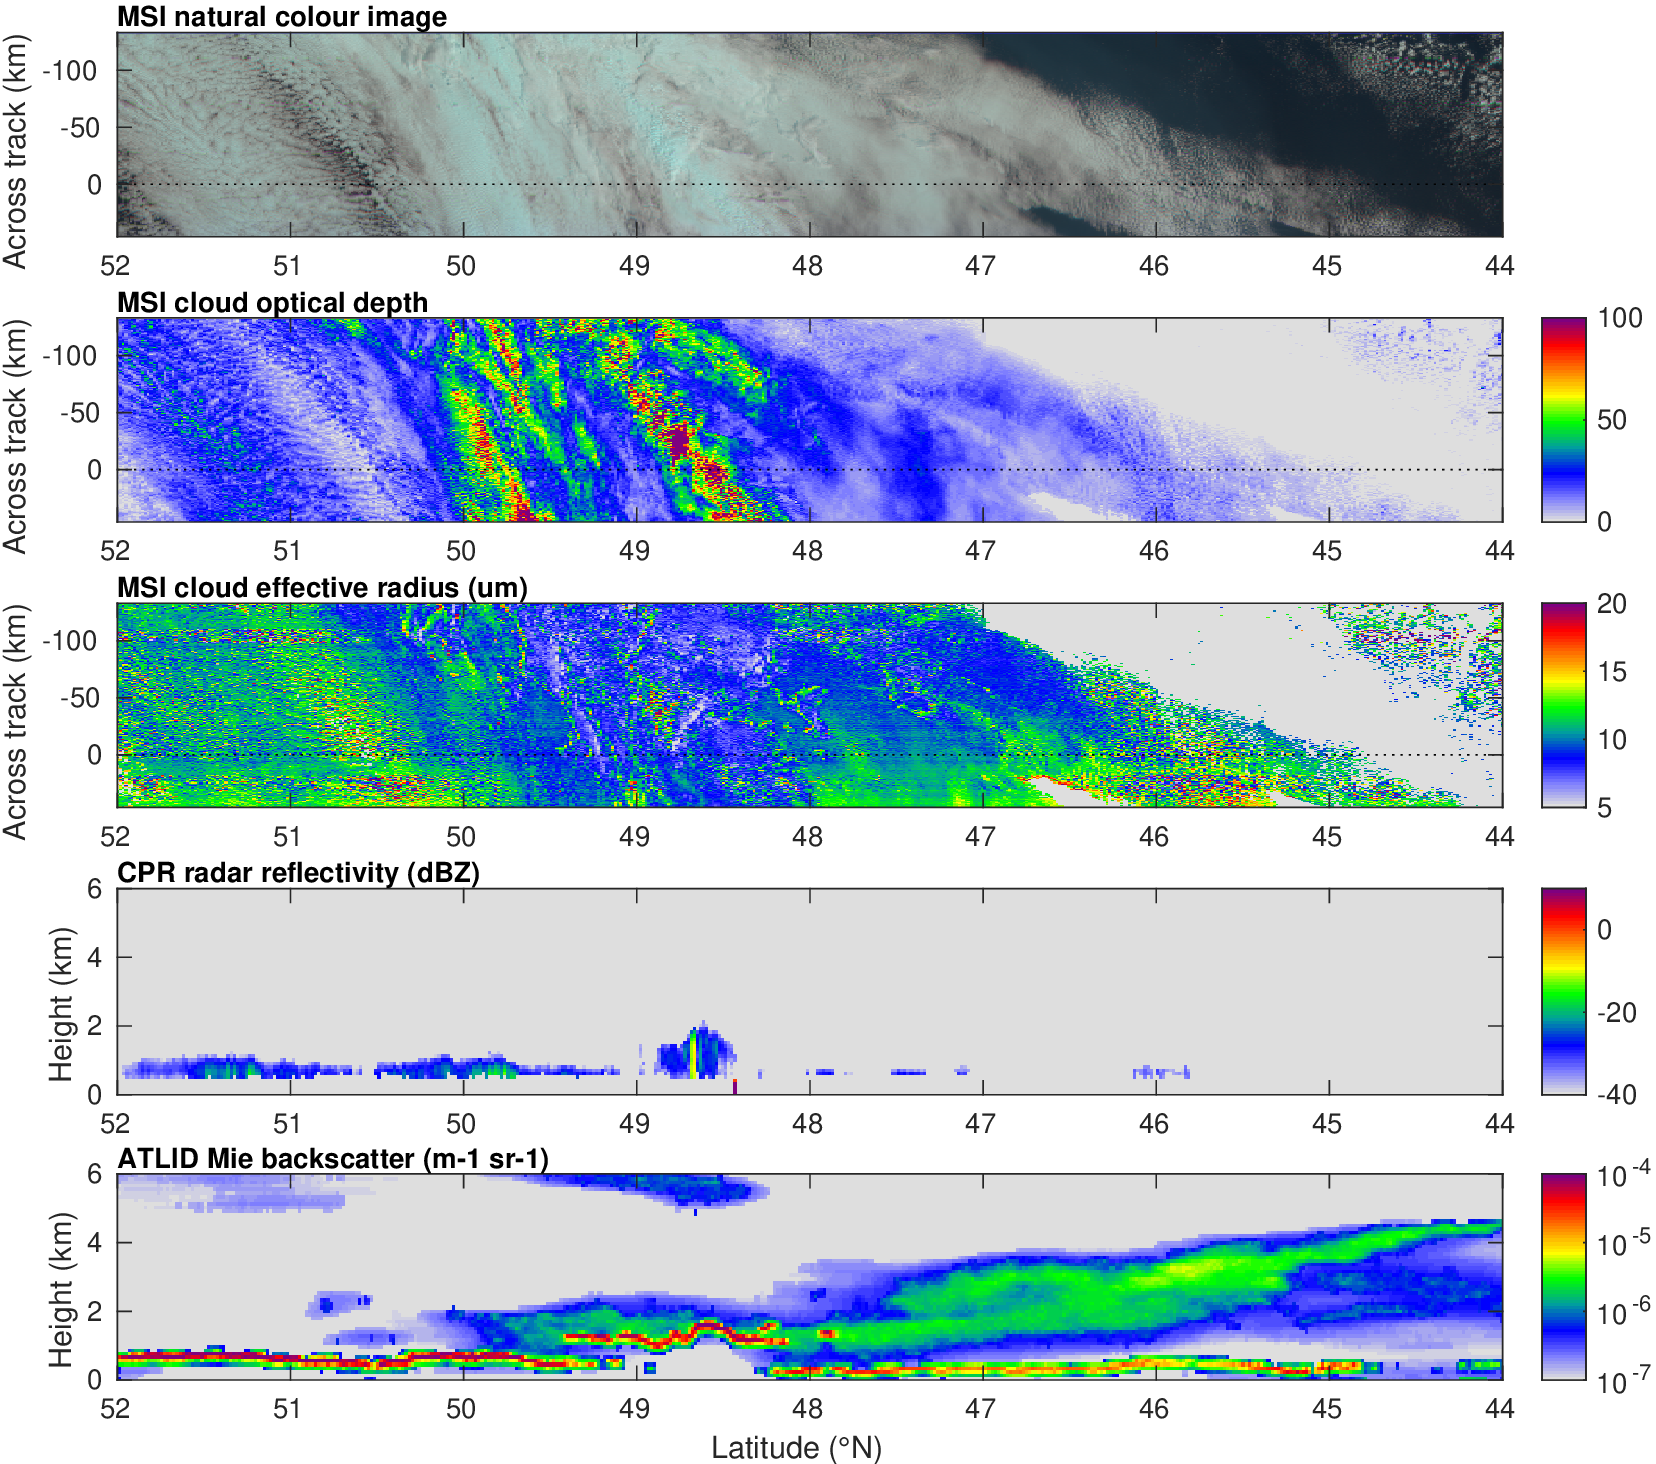 MSI natural colour image
Across track (km)
-100
-50
0
52 51 50 49 48 47 46 45 44
MSI cloud optical depth
Across track (km)
-100
-50
0
52 51 50 49 48 47 46 45 44
100
50
0
MSI cloud effective radius (um)
Across track (km)
-100
-50
0
52 51 50 49 48 47 46 45 44
20
15
10
5
CPR radar reflectivity (dBZ)
Height (km)
6
4
2
0
52 51 50 49 48 47 46 45 44
0
-20
-40
ATLID Mie backscatter (m-1 sr-1)
Height (km)
6
4
2
0
52 51 50 49 48 47 46 45 44
10-4
10-5
10-6
10-7
Latitude (°N)